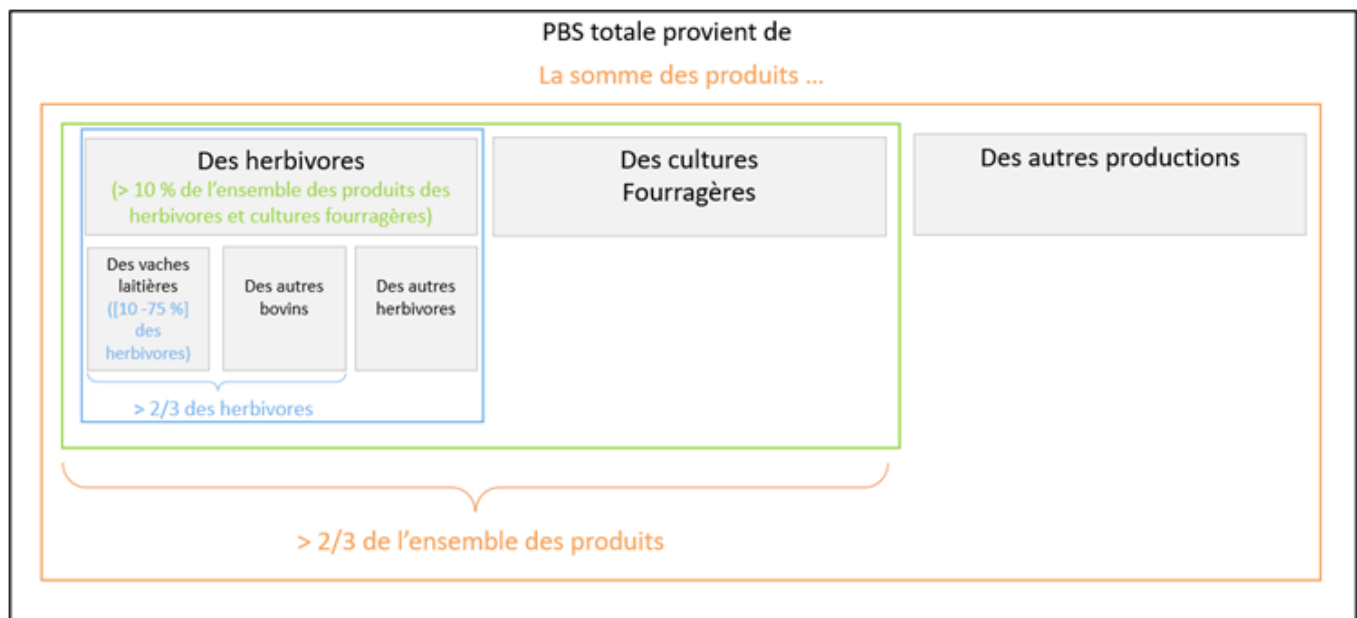 PBS totale provient de
La somme des produits ...
Des herbivores
(> 10 % de l'ensemble des produits des
herbivores et cultures fourragères)
Des cultures
Fourragères
Des autres productions
Des vaches
laitières
([10 -75 %]
des
herbivores)
Des autres
bovins
Des autres
herbivores
> 2/3 des herbivores
> 2/3 de l'ensemble des produits